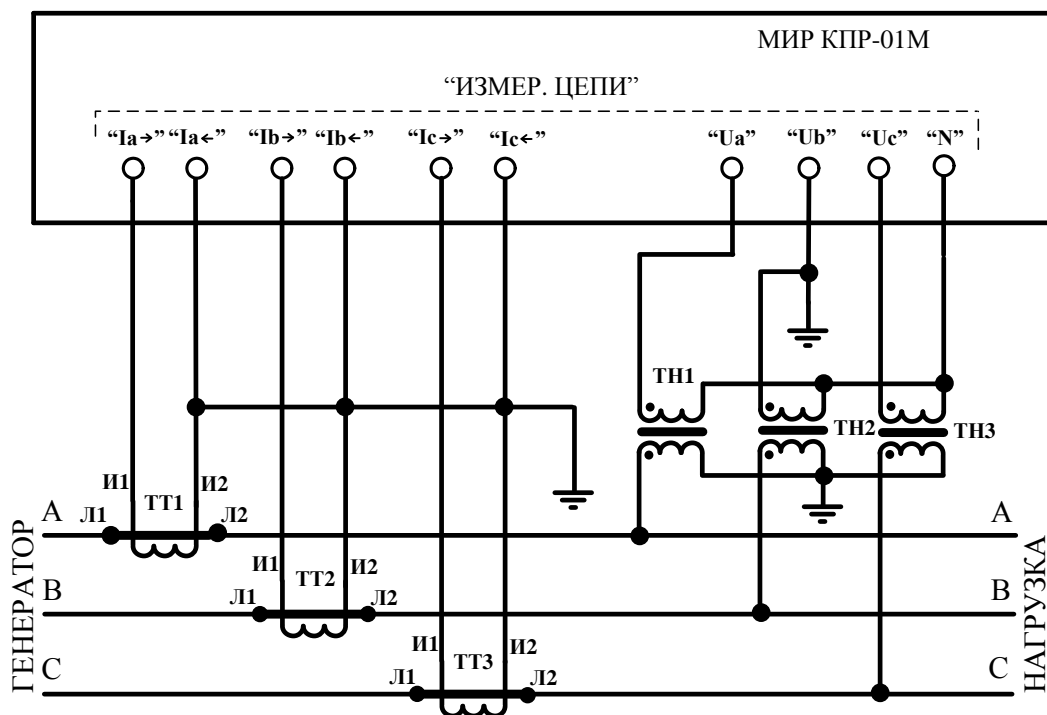 МИР КПР-01М
“ИЗМЕР. ЦЕПИ”
“Ia→” “Ia←” “Ib→” “Ib←” “Ic→” “Ic←” “Ua” “Ub” “Uc” “N”
ТН1
ТН2
ТН3
И1 ТТ1 И2
A Л1 Л2 A
И1 ТТ2 И2
B Л1 Л2 B
И1 ТТ3 И2
C Л1 Л2 C
ГЕНЕРАТОР
НАГРУЗКА